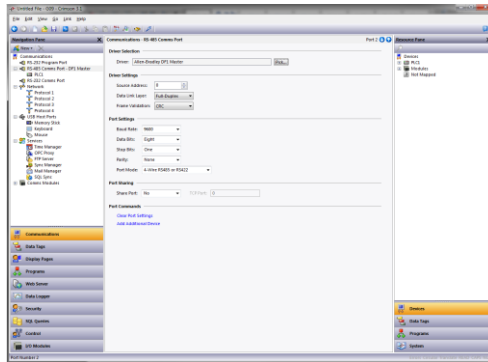 Untitled File - G09 - Crimson 3.1
File Edit View Go Link Help
Navigation Pane
Communications - RS-485 Comms Port
Port 2
Resource Pane
New
Communications
RS-232 Program Port
RS-485 Comms Port - DF1 Master
PLC1
RS-232 Comms Port
Network
Protocol 1
Protocol 2
Protocol 3
Protocol 4
USB Host Ports
Memory Stick
Keyboard
Mouse
Services
Time Manager
OPC Proxy
FTP Server
Sync Manager
Mail Manager
SQL Sync
Comms Modules
Driver Selection
Driver: Allen-Bradley DF1 Master
Pick...
Driver Settings
Source Address: 0
Data Link Layer: Full-Duplex
Frame Validation: CRC
Port Settings
Baud Rate: 9600
Data Bits: Eight
Stop Bits: One
Parity: None
Port Mode: 4-Wire RS485 or RS422
Port Sharing
Share Port: No
TCP Port: 0
Port Commands
Clear Port Settings
Add Additional Device
Devices
PLC1
Modules
Not Mapped
Communications
Data Tags
Display Pages
Programs
Web Server
Data Logger
Security
SQL Queries
Control
I/O Modules
Devices
Data Tags
Programs
System
Port Number 2